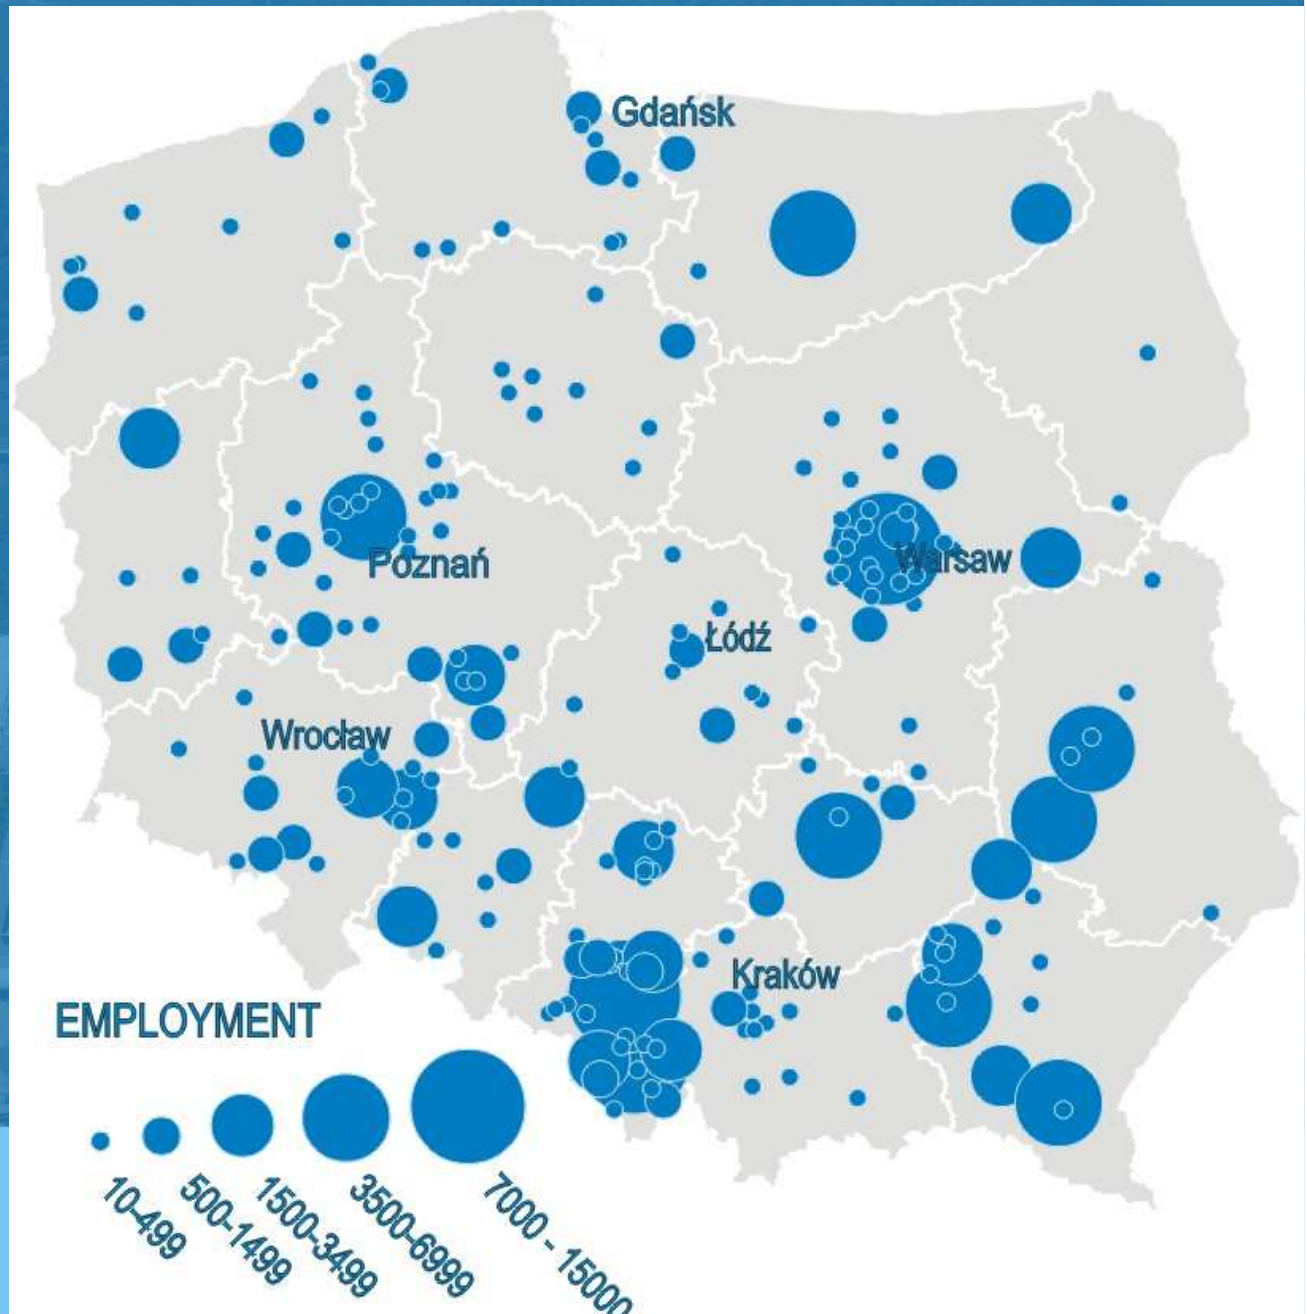 Gdańsk
Poznań
Warsaw
Łódź
Wrocław
Kraków
EMPLOYMENT
10-499
500-1499
1500-3499
3500-6999
7000 - 15000